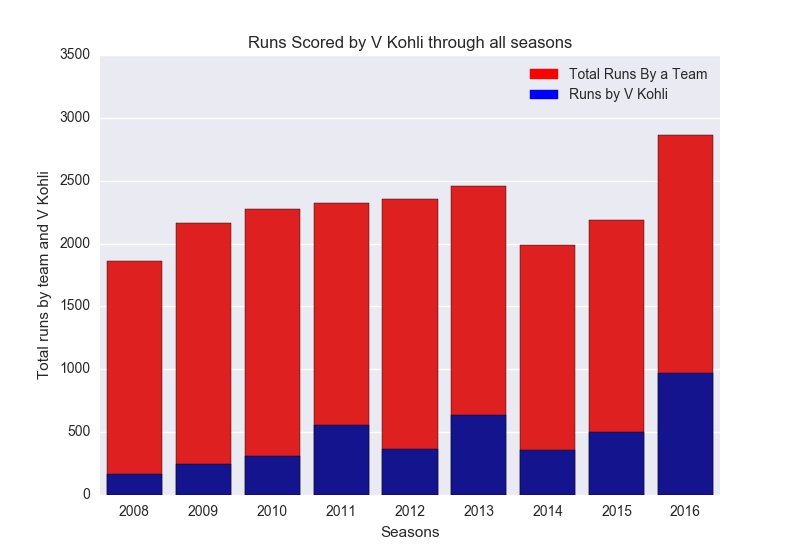 Runs Scored by V Kohli through all seasons
Total Runs By a Team
Runs by V Kohli
Total runs by team and V Kohli
3500
3000
2500
2000
1500
1000
500
0
2008 2009 2010 2011 2012 2013 2014 2015 2016
Seasons